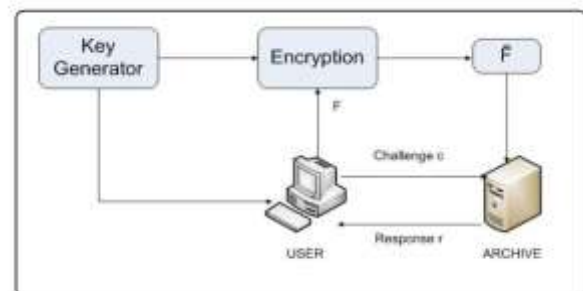 Key
Generator
Encryption
F̃
F
Challenge c
Response r
USER
ARCHIVE